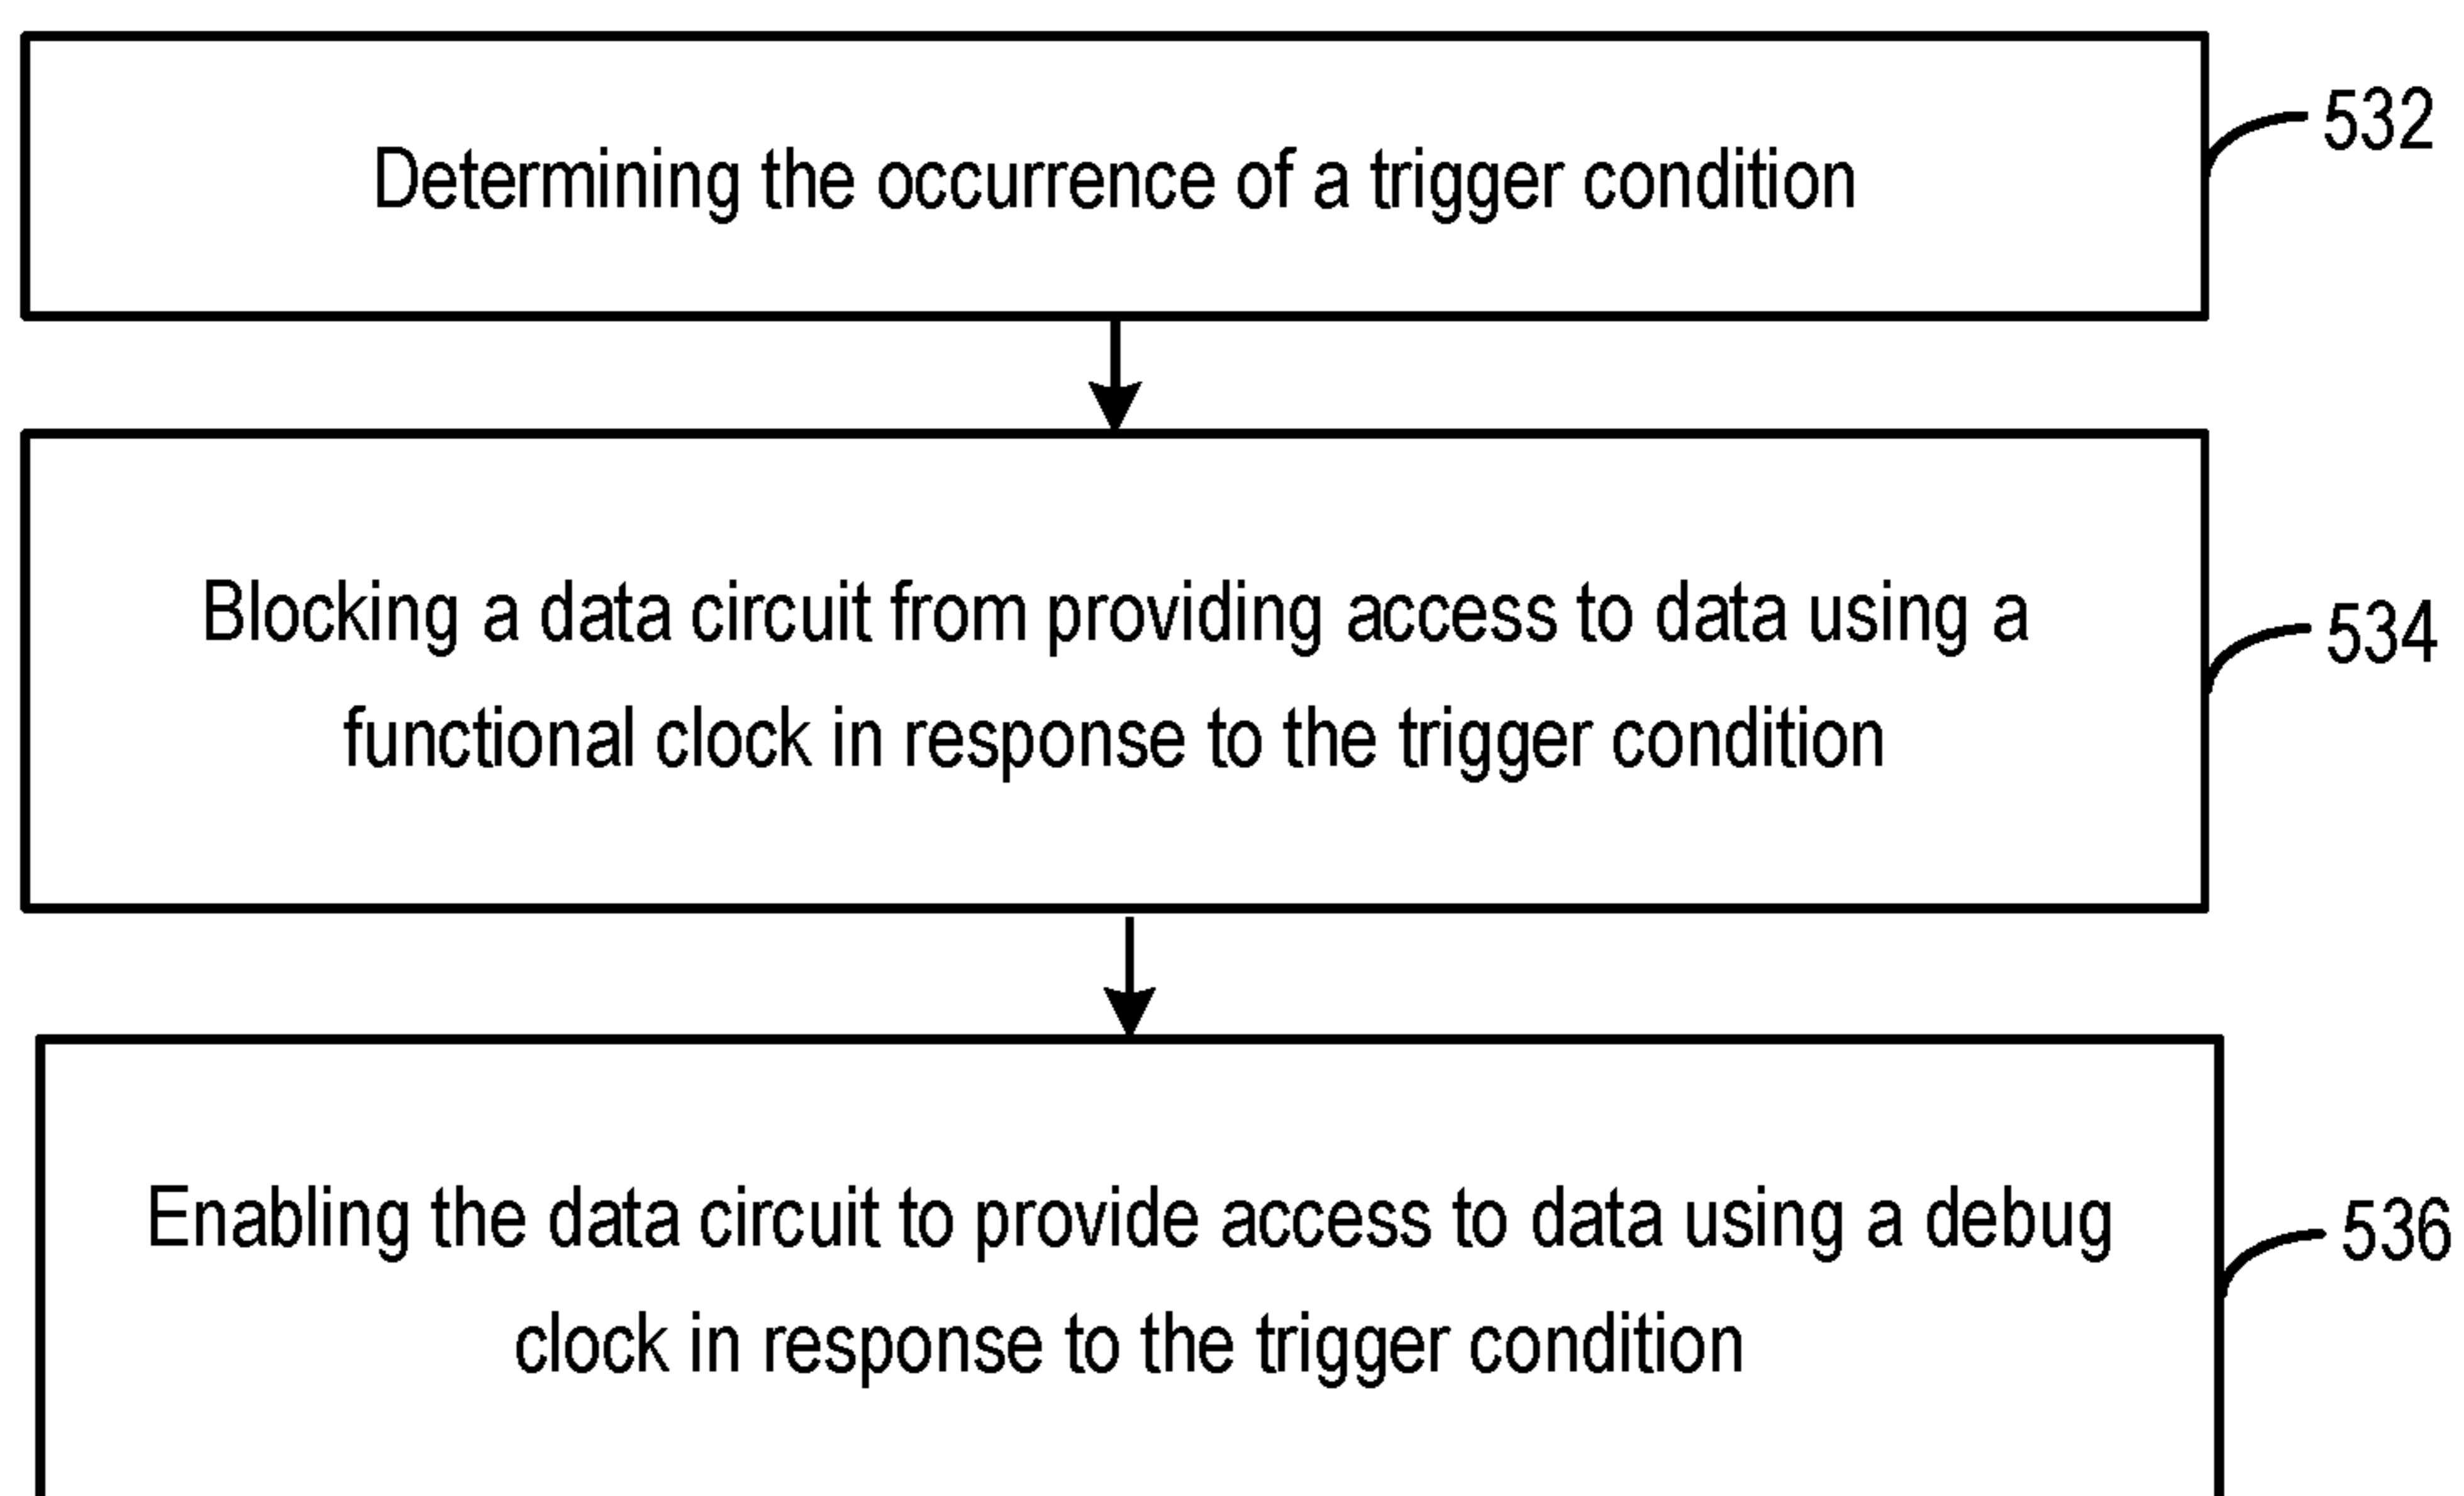 Determining the occurrence of a trigger condition
532
Blocking a data circuit from providing access to data using a
functional clock in response to the trigger condition
534
Enabling the data circuit to provide access to data using a debug
clock in response to the trigger condition
536